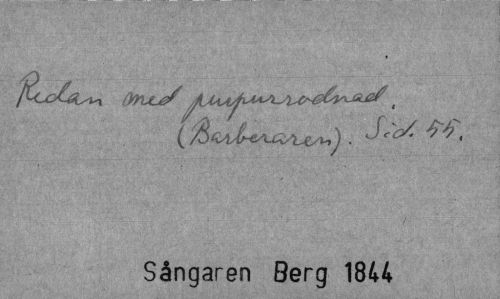 Redan med purpurrodnad.
(Barberaren). Sid. 55.
Sångaren Berg 1844